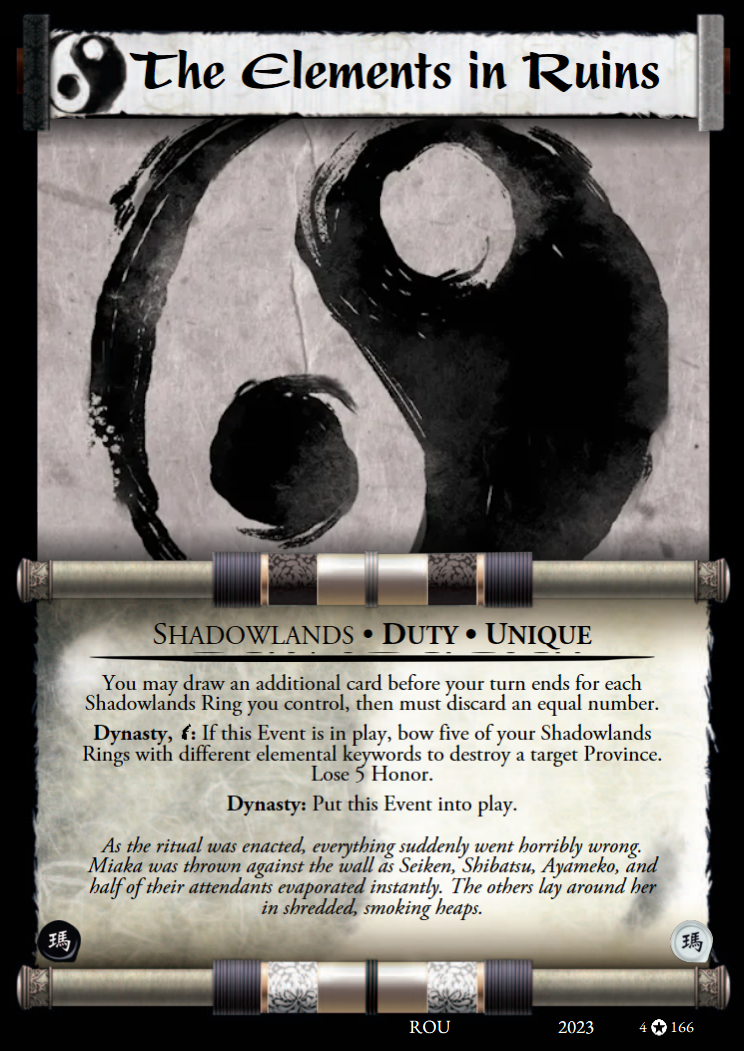 The Elements in Ruins
SHADOWLANDS • DUTY • UNIQUE
You may draw an additional card before your turn ends for each
Shadowlands Ring you control, then must discard an equal number.
Dynasty, : If this Event is in play, bow five of your Shadowlands
Rings with different elemental keywords to destroy a target Province.
Lose 5 Honor.
Dynasty: Put this Event into play.
As the ritual was enacted, everything suddenly went horribly wrong.
Miaka was thrown against the wall as Seiken, Shibatsu, Ayameko, and
half of their attendants evaporated instantly. The others lay around her
in shredded, smoking heaps.
瑪 瑪
ROU 2023 4 ✪ 166